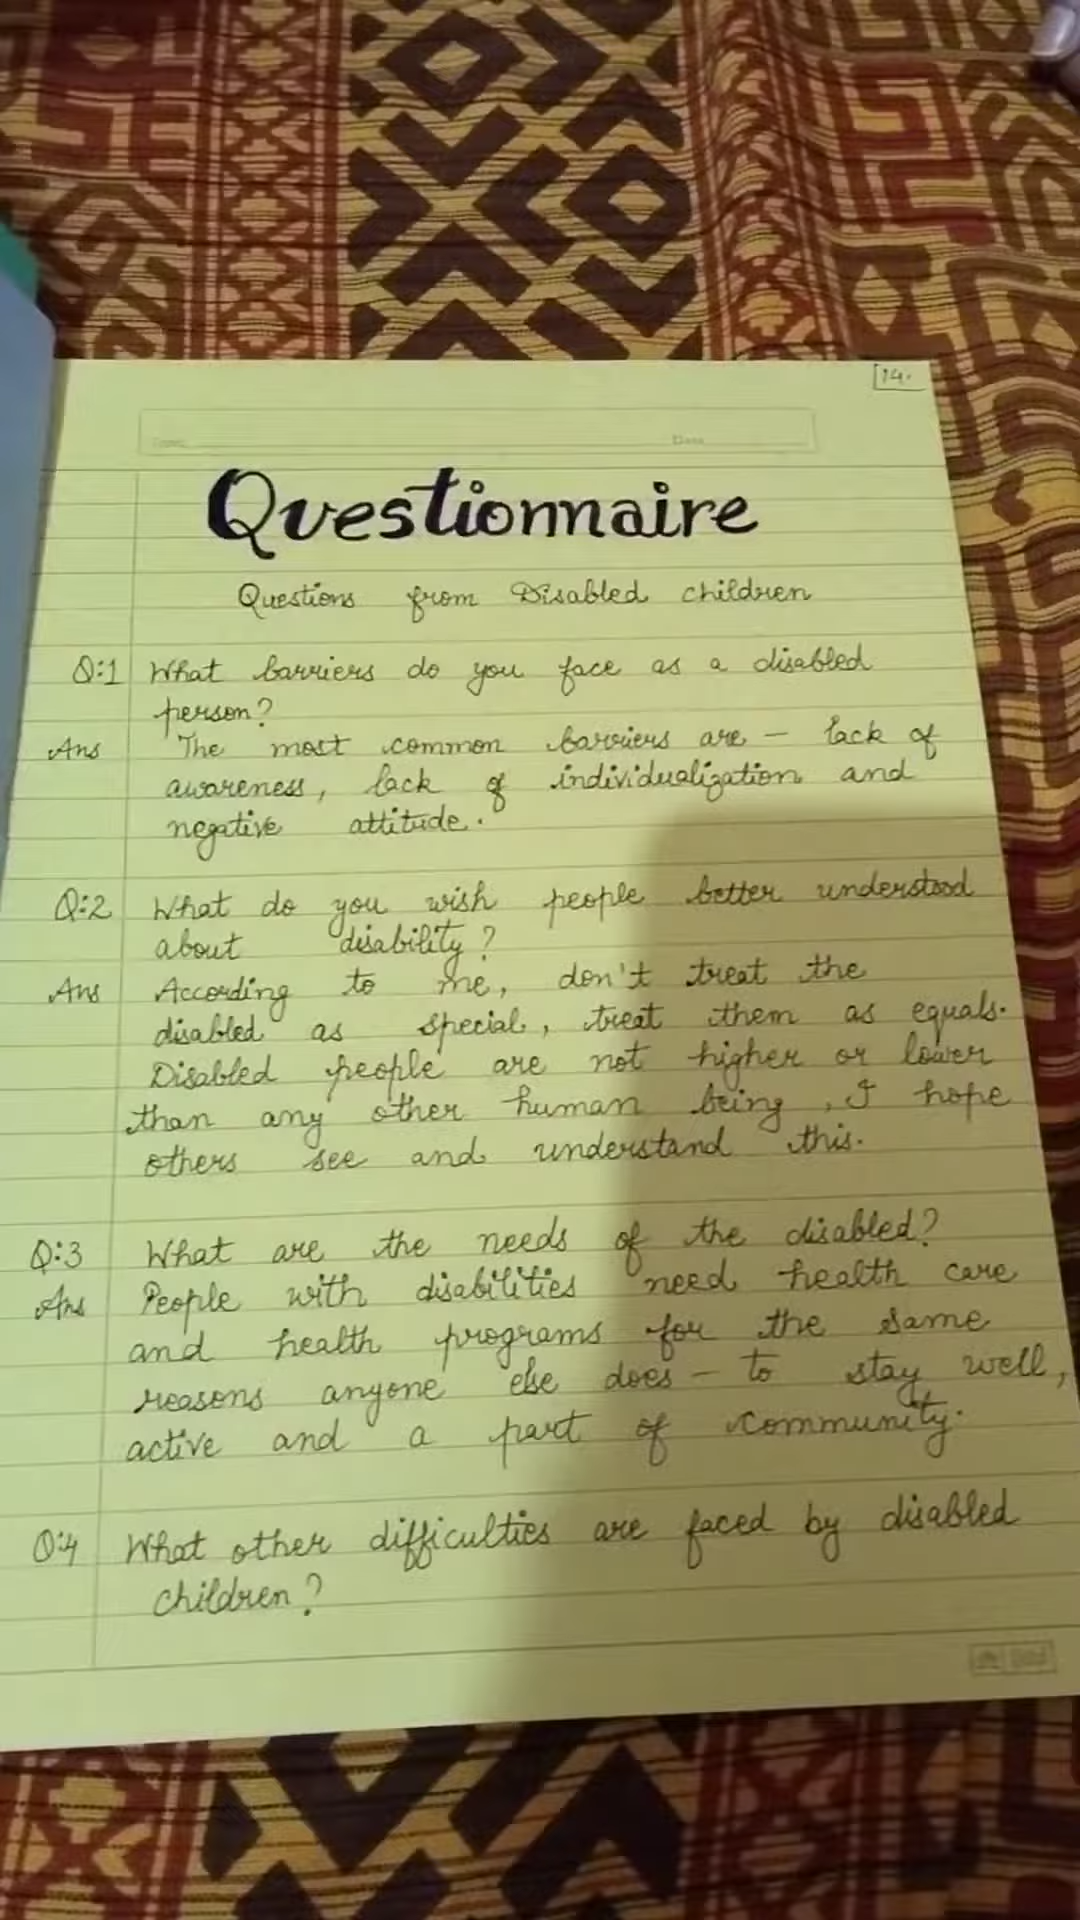 14.
Date
Questionnaire
Questions from Disabled children
Q:1 What barriers do you face as a disabled
person?
Ans The most common barriers are - lack of
awareness, lack of individualization and
negative attitude.
Q:2 What do you wish people better understood
about disability?
Ans According to me, don't treat the
disabled as special, treat them as equals.
Disabled people are not higher or lower
than any other human being, I hope
others see and understand this.
Q:3 What are the needs of the disabled?
Ans People with disabilities need health care
and health programs for the same
reasons anyone else does - to stay well,
active and a part of community.
Q:4 What other difficulties are faced by disabled
children?